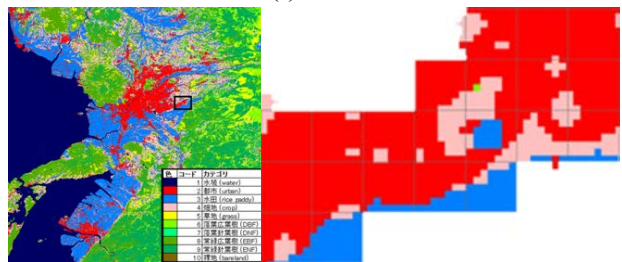 (c)
色 コード カテゴリ
1 水域 (water)
2 都市 (urban)
3 水田 (rice_paddy)
4 畑地 (crop)
5 草地 (grass)
6 落葉広葉樹 (DBF)
7 落葉針葉樹 (DNF)
8 常緑広葉樹 (EBF)
9 常緑針葉樹 (ENF)
10 裸地 (bareland)